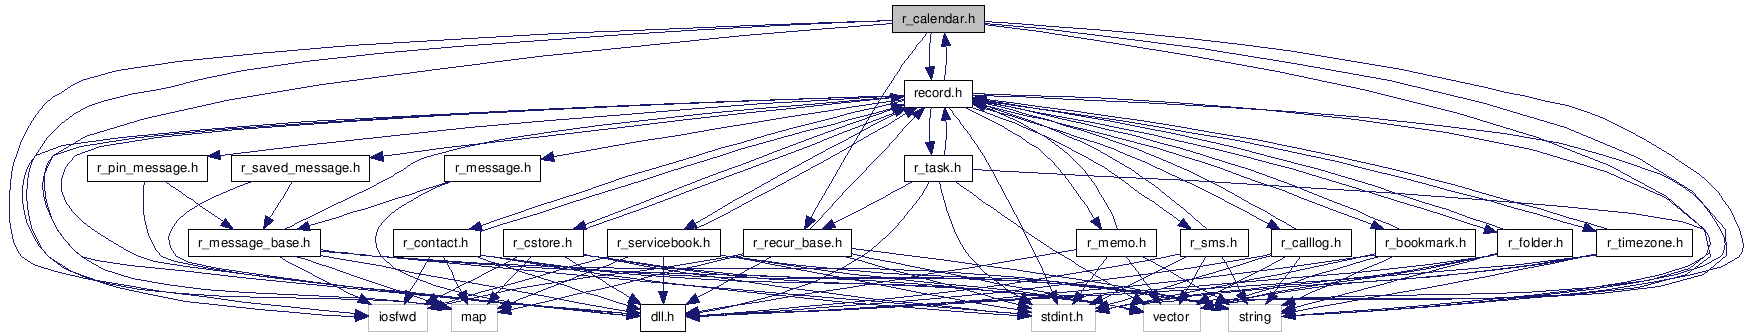 r_calendar.h
record.h
r_pin_message.h
r_saved_message.h
r_message.h
r_task.h
r_message_base.h
r_contact.h
r_cstore.h
r_servicebook.h
r_recur_base.h
r_memo.h
r_sms.h
r_calllog.h
r_bookmark.h
r_folder.h
r_timezone.h
iosfwd
map
dll.h
stdint.h
vector
string